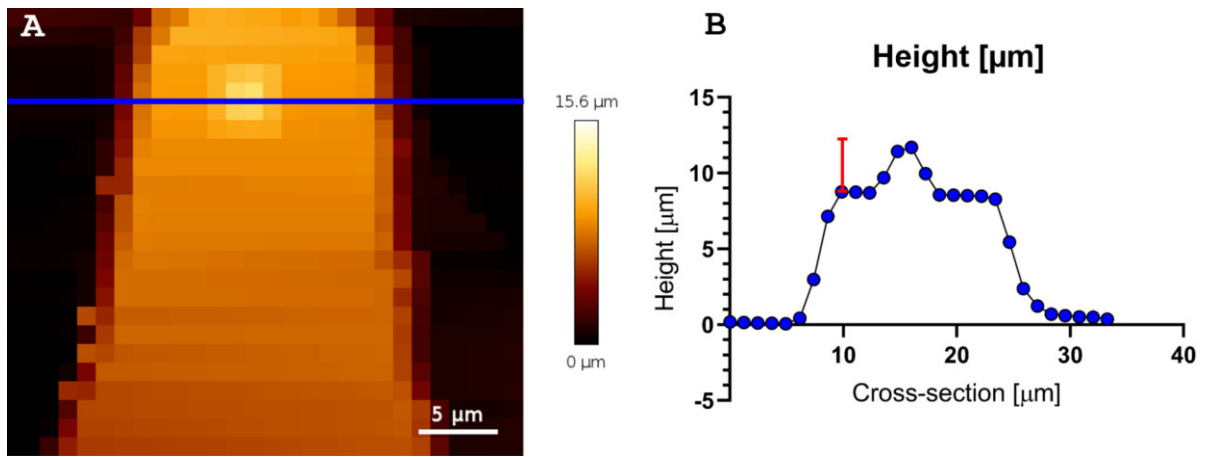 A
15.6 µm
0 µm
5 µm
B
Height [µm]
15
10
5
0
-5
Height [µm]
10
20
30
40
Cross-section [µm]